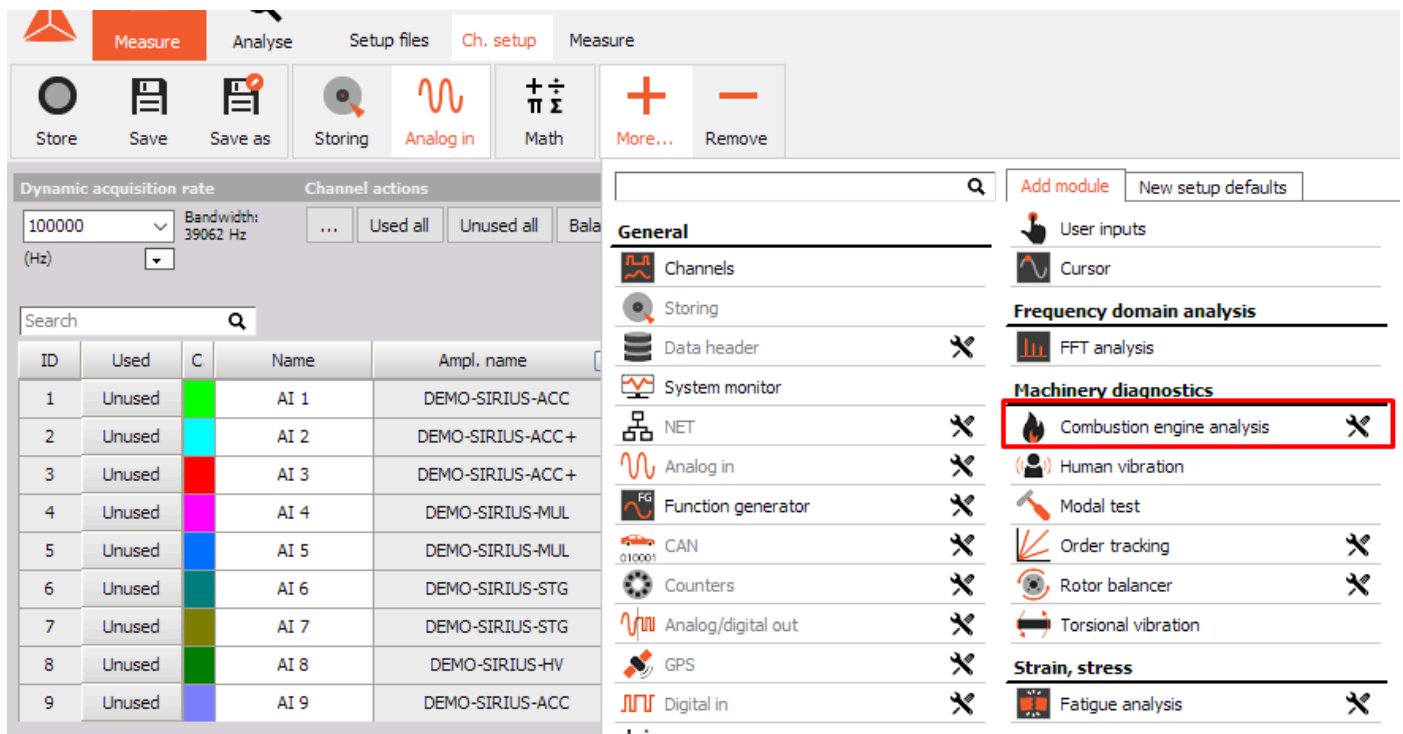 Measure
Analyse
Setup files
Ch. setup
Measure
Store
Save
Save as
Storing
Analog in
Math
More...
Remove
Dynamic acquisition rate
Channel actions
100000
Bandwidth:
39062 Hz
(Hz)
...
Used all
Unused all
Bala
Search
ID Used C Name Ampl. name
1 Unused AI 1 DEMO-SIRIUS-ACC
2 Unused AI 2 DEMO-SIRIUS-ACC+
3 Unused AI 3 DEMO-SIRIUS-ACC+
4 Unused AI 4 DEMO-SIRIUS-MUL
5 Unused AI 5 DEMO-SIRIUS-MUL
6 Unused AI 6 DEMO-SIRIUS-STG
7 Unused AI 7 DEMO-SIRIUS-STG
8 Unused AI 8 DEMO-SIRIUS-HV
9 Unused AI 9 DEMO-SIRIUS-ACC
General
Channels
Storing
Data header
System monitor
NET
Analog in
FG
Function generator
010001
CAN
Counters
Analog/digital out
GPS
Digital in
Add module
New setup defaults
User inputs
Cursor
Frequency domain analysis
FFT analysis
Machinery diagnostics
Combustion engine analysis
Human vibration
Modal test
Order tracking
Rotor balancer
Torsional vibration
Strain, stress
Fatigue analysis